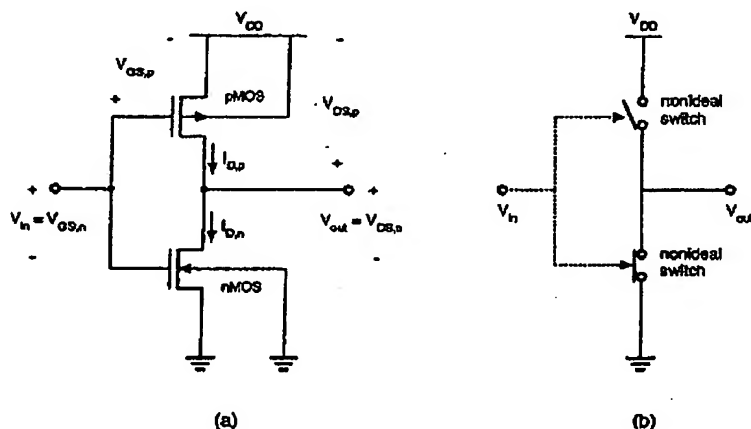 V_DD
V_GS,p
+
-
pMOS
V_DS,p
-
+
I_D,p
+
V_in = V_GS,n
-
I_D,n
+
V_out = V_DS,n
-
nMOS
(a)
V_DD
nonideal
switch
V_in
V_out
nonideal
switch
(b)